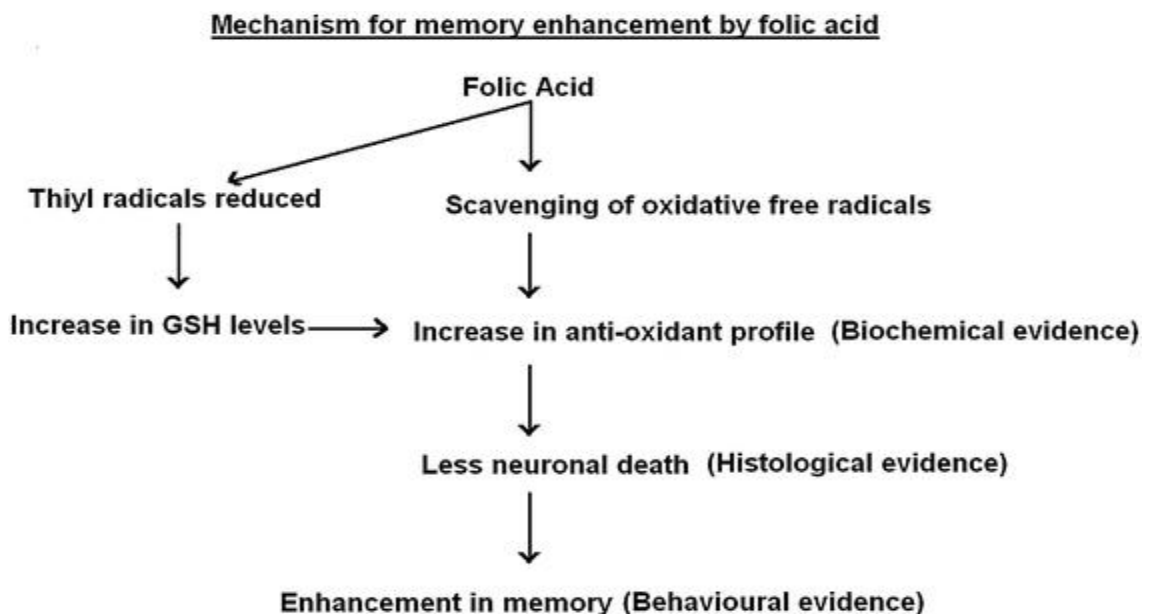 Mechanism for memory enhancement by folic acid
Folic Acid
Thiyl radicals reduced
Scavenging of oxidative free radicals
Increase in GSH levels
Increase in anti-oxidant profile (Biochemical evidence)
Less neuronal death (Histological evidence)
Enhancement in memory (Behavioural evidence)